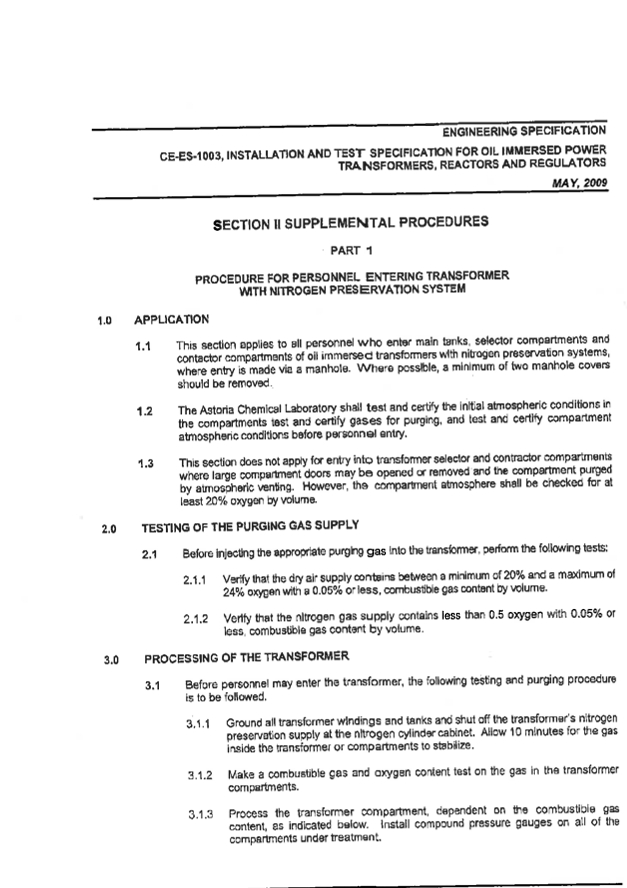 ENGINEERING SPECIFICATION
CE-ES-1003, INSTALLATION AND TEST SPECIFICATION FOR OIL IMMERSED POWER
TRANSFORMERS, REACTORS AND REGULATORS
MAY, 2009
SECTION II SUPPLEMENTAL PROCEDURES
PART 1
PROCEDURE FOR PERSONNEL ENTERING TRANSFORMER
WITH NITROGEN PRESERVATION SYSTEM
1.0 APPLICATION
1.1 This section applies to all personnel who enter main tanks, selector compartments and
contactor compartments of oil immersed transformers with nitrogen preservation systems,
where entry is made via a manhole. Where possible, a minimum of two manhole covers
should be removed.
1.2 The Astoria Chemical Laboratory shall test and certify the initial atmospheric conditions in
the compartments test and certify gases for purging, and test and certify compartment
atmospheric conditions before personnel entry.
1.3 This section does not apply for entry into transformer selector and contractor compartments
where large compartment doors may be opened or removed and the compartment purged
by atmospheric venting. However, the compartment atmosphere shall be checked for at
least 20% oxygen by volume.
2.0 TESTING OF THE PURGING GAS SUPPLY
2.1 Before injecting the appropriate purging gas into the transformer, perform the following tests:
2.1.1 Verify that the dry air supply contains between a minimum of 20% and a maximum of
24% oxygen with a 0.05% or less, combustible gas content by volume.
2.1.2 Verify that the nitrogen gas supply contains less than 0.5 oxygen with 0.05% or
less, combustible gas content by volume.
3.0 PROCESSING OF THE TRANSFORMER
3.1 Before personnel may enter the transformer, the following testing and purging procedure
is to be followed.
3.1.1 Ground all transformer windings and tanks and shut off the transformer's nitrogen
preservation supply at the nitrogen cylinder cabinet. Allow 10 minutes for the gas
inside the transformer or compartments to stabilize.
3.1.2 Make a combustible gas and oxygen content test on the gas in the transformer
compartments.
3.1.3 Process the transformer compartment, dependent on the combustible gas
content, as indicated below. Install compound pressure gauges on all of the
compartments under treatment.